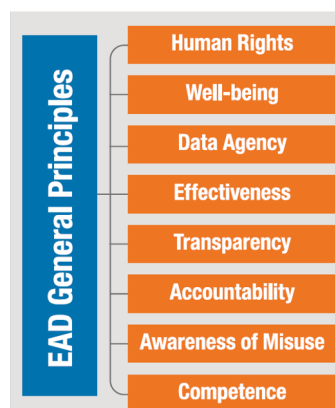 EAD General Principles
Human Rights
Well-being
Data Agency
Effectiveness
Transparency
Accountability
Awareness of Misuse
Competence